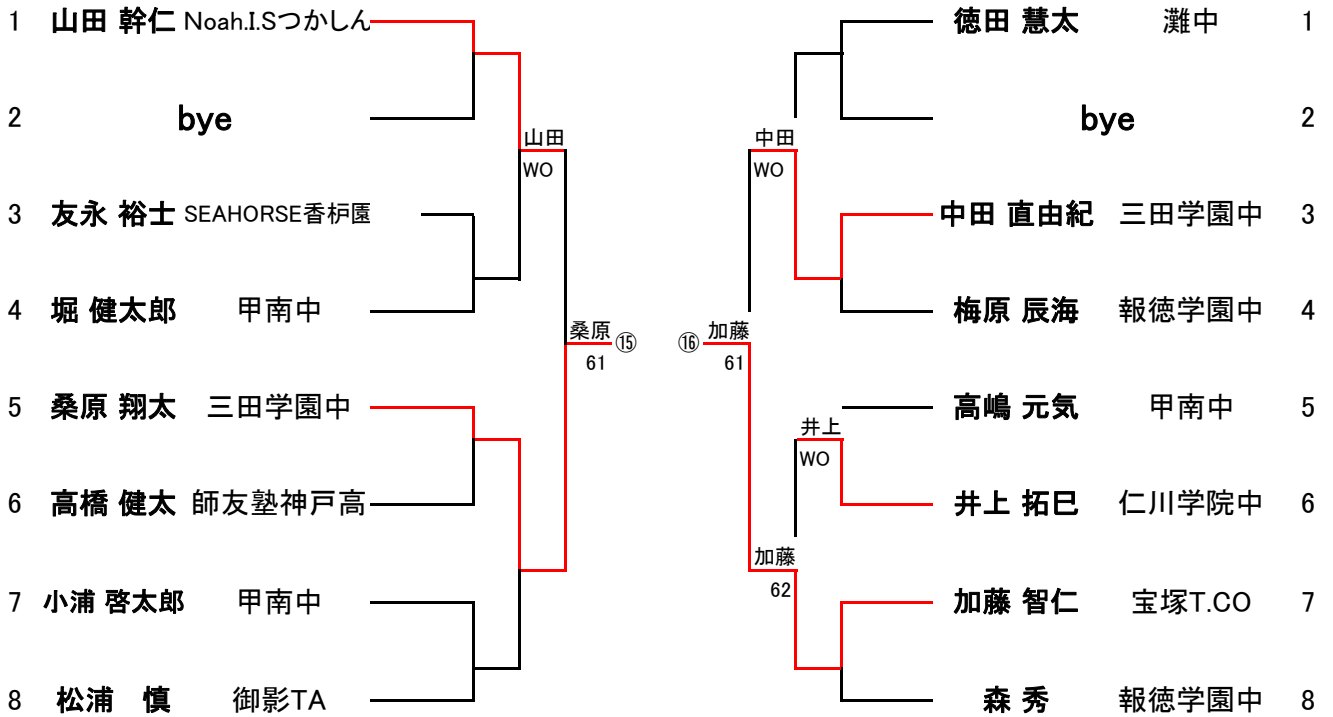 1 山田 幹仁 Noah.I.Sつかしん
2 bye
山田
WO
3 友永 裕士 SEAHORSE香枦園
4 堀 健太郎 甲南中
桑原 ⑮
61
5 桑原 翔太 三田学園中
6 高橋 健太 師友塾神戸高
7 小浦 啓太郎 甲南中
8 松浦 慎 御影TA
徳田 慧太 灘中 1
bye 2
中田
WO
中田 直由紀 三田学園中 3
梅原 辰海 報徳学園中 4
⑯ 加藤
61
高嶋 元気 甲南中 5
井上
WO
井上 拓巳 仁川学院中 6
加藤
62
加藤 智仁 宝塚T.CO 7
森 秀 報徳学園中 8